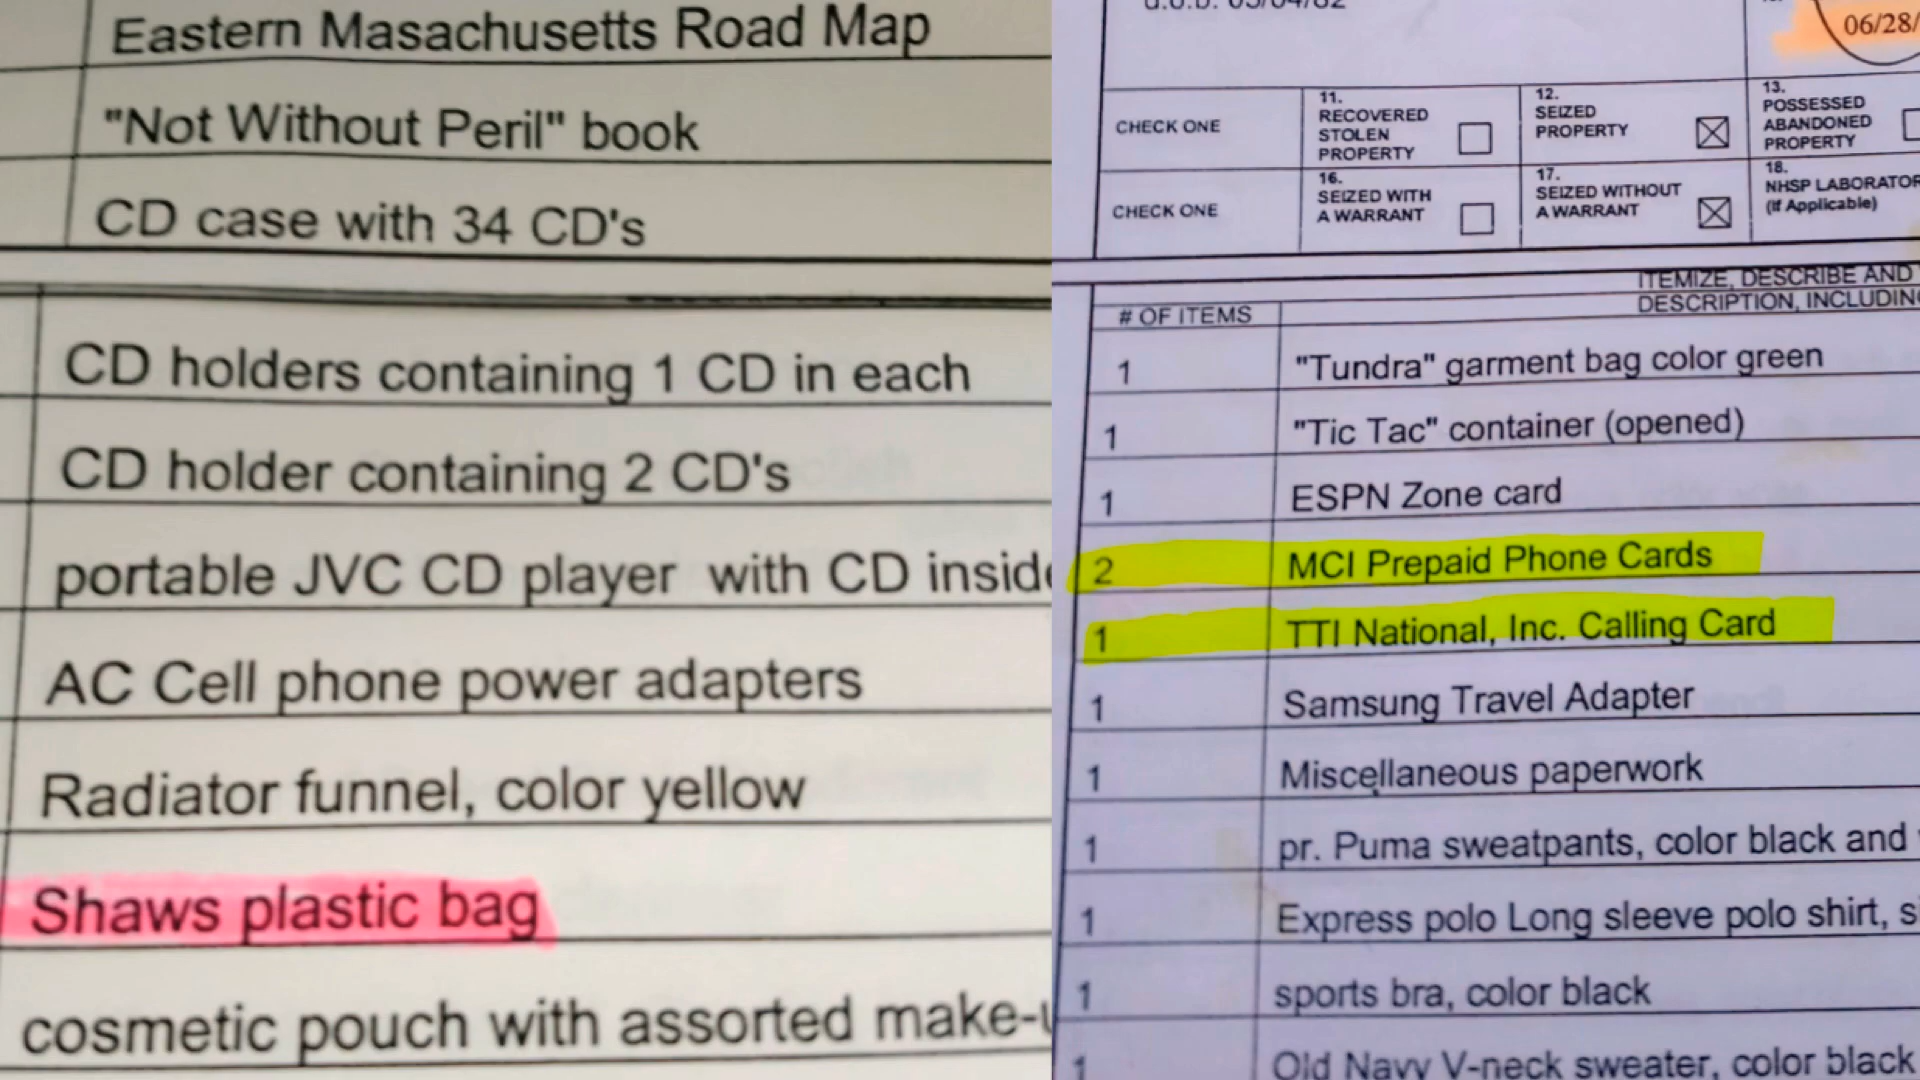 Eastern Masachusetts Road Map
"Not Without Peril" book
CD case with 34 CD's
CD holders containing 1 CD in each
CD holder containing 2 CD's
portable JVC CD player with CD inside
AC Cell phone power adapters
Radiator funnel, color yellow
Shaws plastic bag
cosmetic pouch with assorted make-
06/28/
CHECK ONE
11.
RECOVERED
STOLEN
PROPERTY
12.
SEIZED
PROPERTY
13.
POSSESSED
ABANDONED
PROPERTY
CHECK ONE
16.
SEIZED WITH
A WARRANT
17.
SEIZED WITHOUT
A WARRANT
18.
NHSP LABORATOR
(If Applicable)
ITEMIZE, DESCRIBE AND
DESCRIPTION, INCLUDING
# OF ITEMS
1 "Tundra" garment bag color green
1 "Tic Tac" container (opened)
1 ESPN Zone card
2 MCI Prepaid Phone Cards
1 TTI National, Inc. Calling Card
1 Samsung Travel Adapter
1 Miscellaneous paperwork
1 pr. Puma sweatpants, color black and
1 Express polo Long sleeve polo shirt, s
1 sports bra, color black
1 Old Navy V-neck sweater, color black